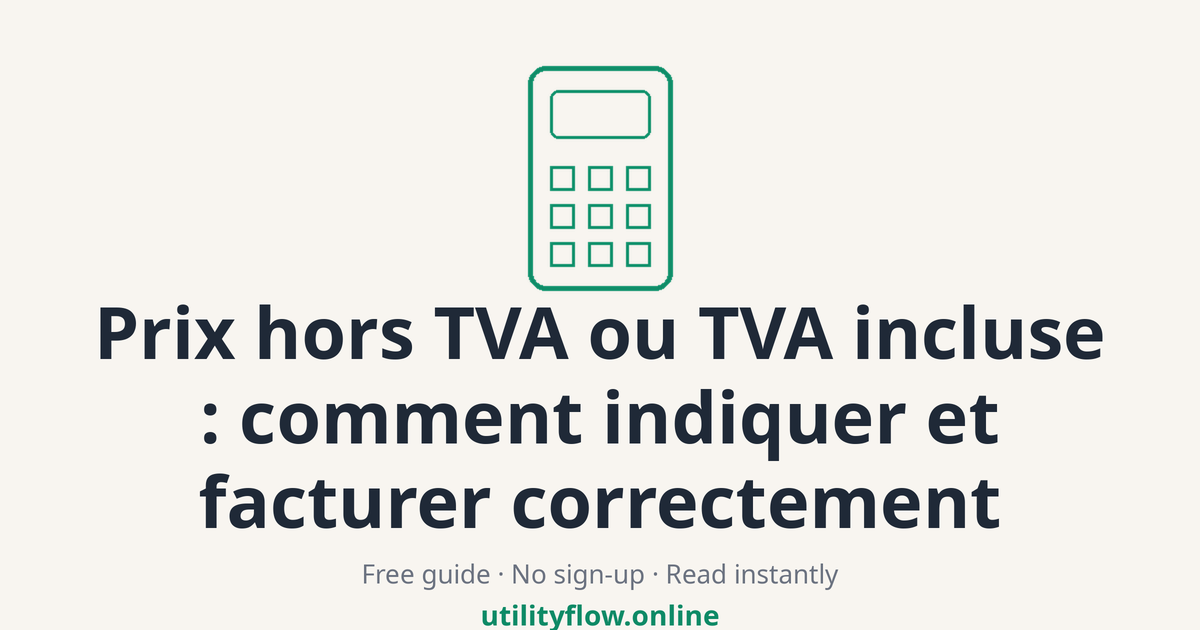 Prix hors TVA ou TVA incluse
: comment indiquer et
facturer correctement
Free guide · No sign-up · Read instantly
utilityflow.online